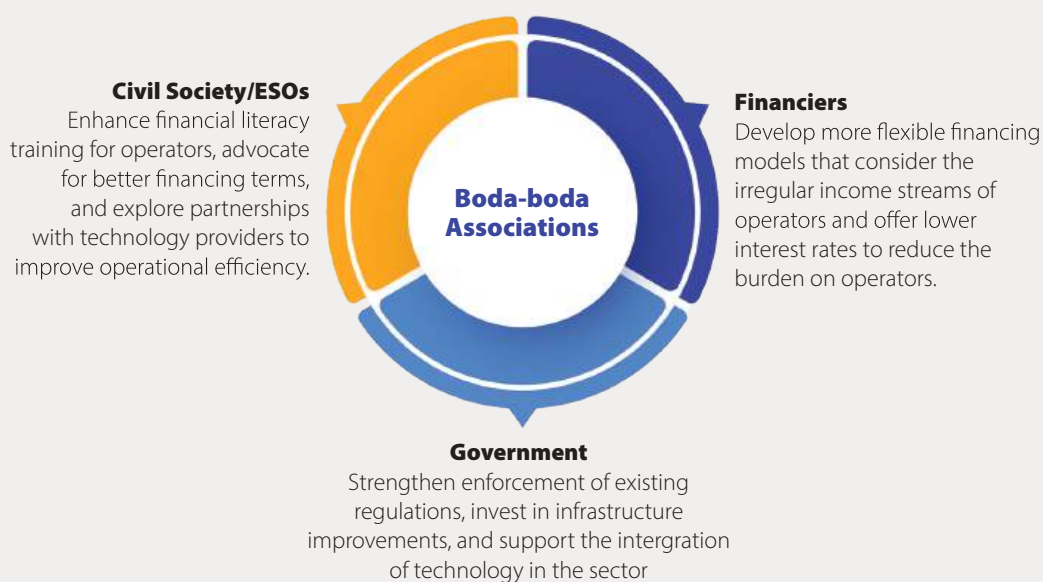 Civil Society/ESOs
Enhance financial literacy
training for operators, advocate
for better financing terms,
and explore partnerships
with technology providers to
improve operational efficiency.
Boda-boda
Associations
Financiers
Develop more flexible financing
models that consider the
irregular income streams of
operators and offer lower
interest rates to reduce the
burden on operators.
Government
Strengthen enforcement of existing
regulations, invest in infrastructure
improvements, and support the intergration
of technology in the sector